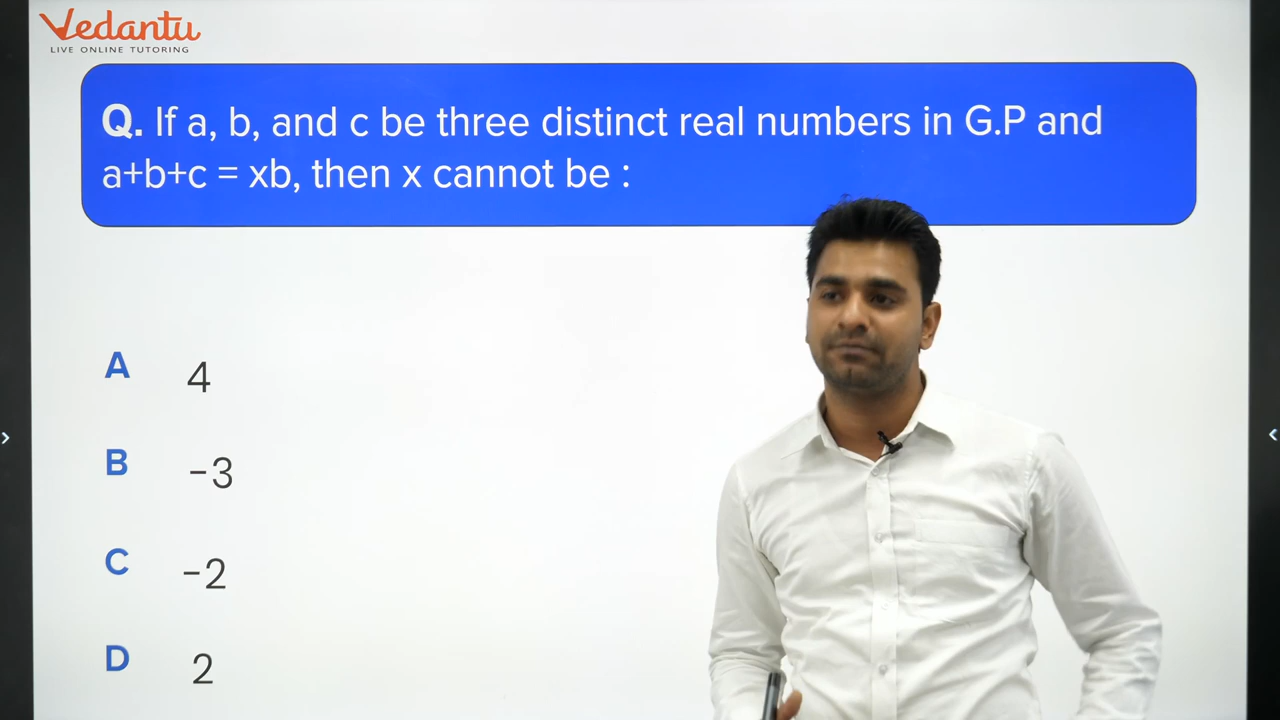 Vedantu
LIVE ONLINE TUTORING
Q. If a, b, and c be three distinct real numbers in G.P and
a+b+c = xb, then x cannot be :
A 4
B −3
C −2
D 2